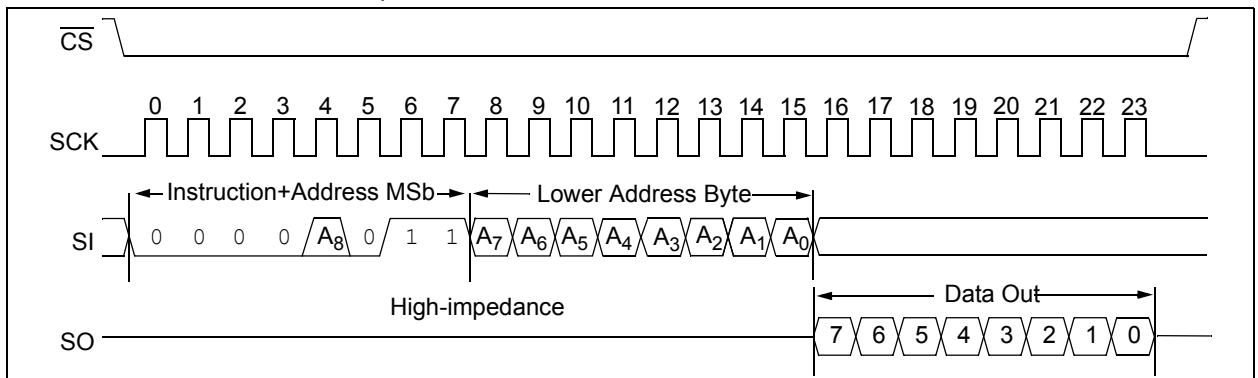 CS
0 1 2 3 4 5 6 7 8 9 10 11 12 13 14 15 16 17 18 19 20 21 22 23
SCK
Instruction+Address MSb Lower Address Byte
SI 0 0 0 0 A8 0 1 1 A7 A6 A5 A4 A3 A2 A1 A0
High-impedance Data Out
SO 7 6 5 4 3 2 1 0